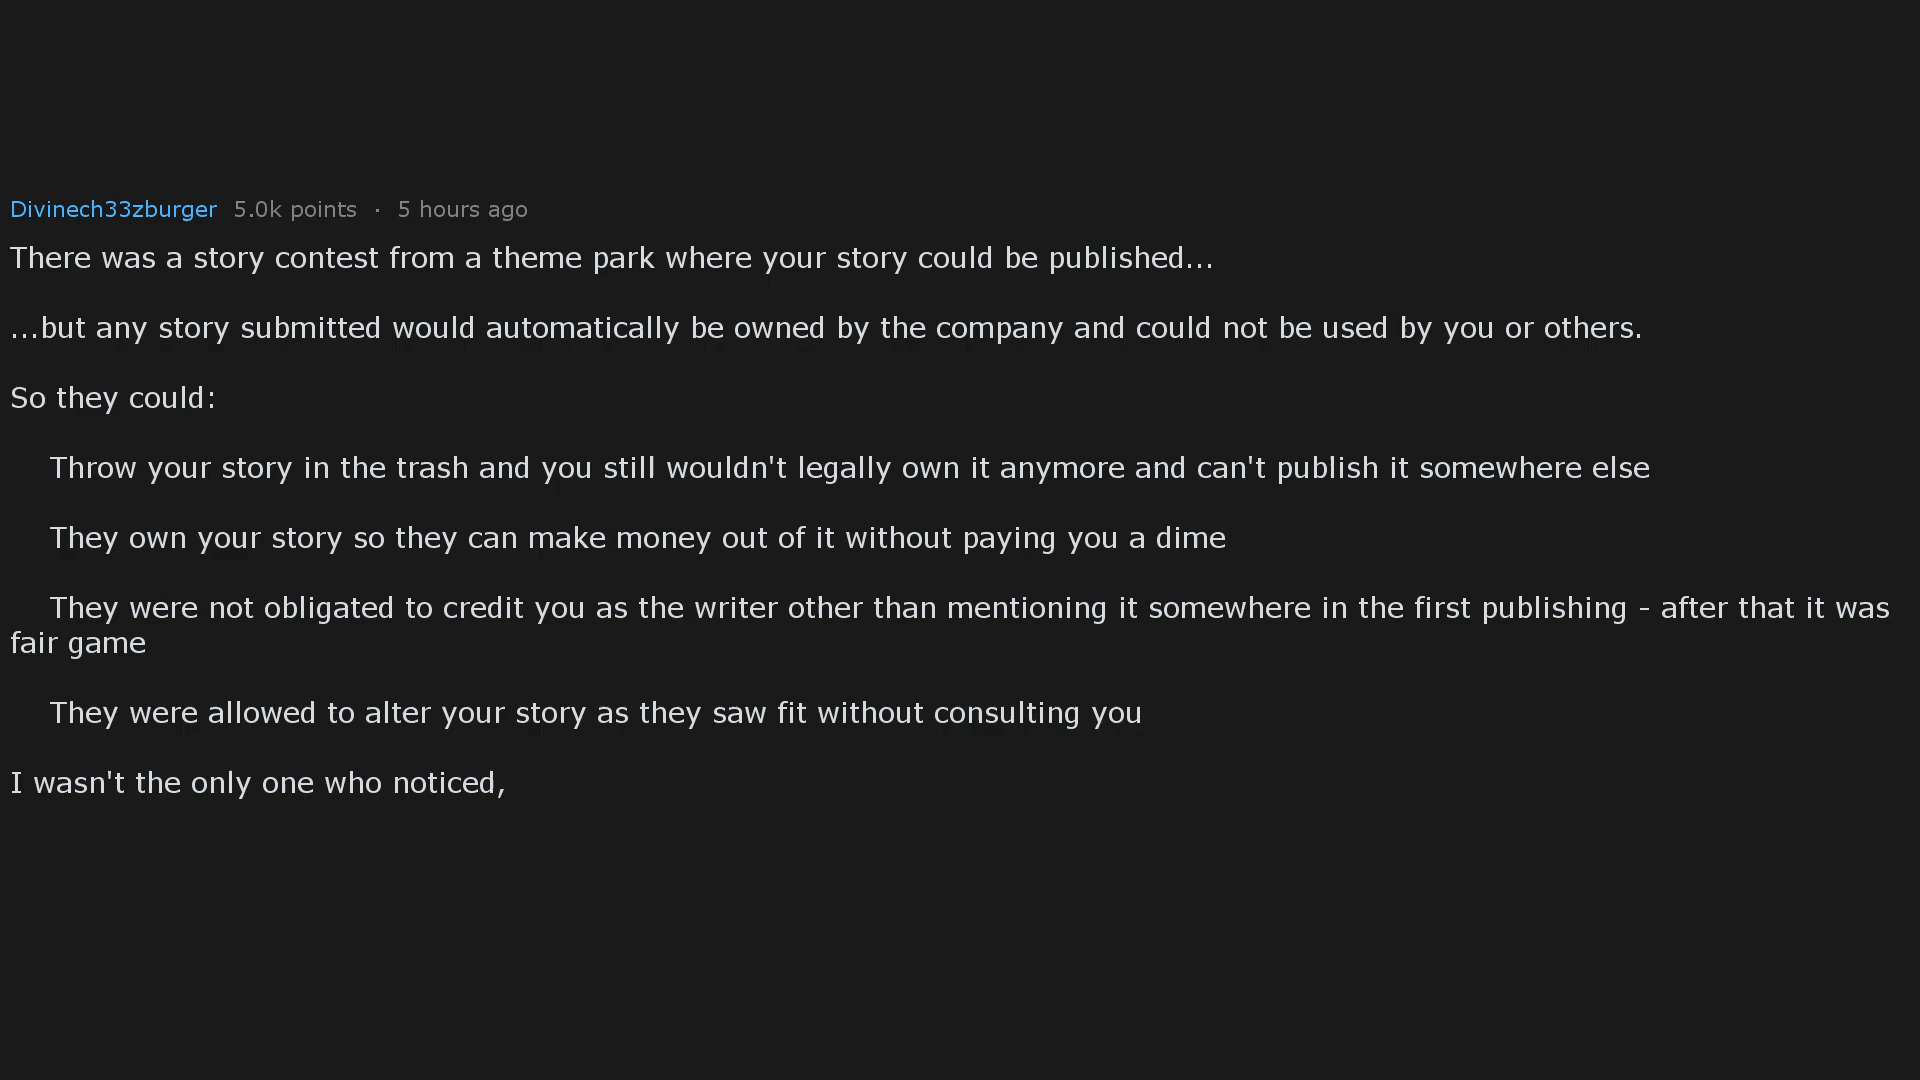 Divinech33zburger 5.0k points · 5 hours ago
There was a story contest from a theme park where your story could be published...
...but any story submitted would automatically be owned by the company and could not be used by you or others.
So they could:
Throw your story in the trash and you still wouldn't legally own it anymore and can't publish it somewhere else
They own your story so they can make money out of it without paying you a dime
They were not obligated to credit you as the writer other than mentioning it somewhere in the first publishing - after that it was
fair game
They were allowed to alter your story as they saw fit without consulting you
I wasn't the only one who noticed,